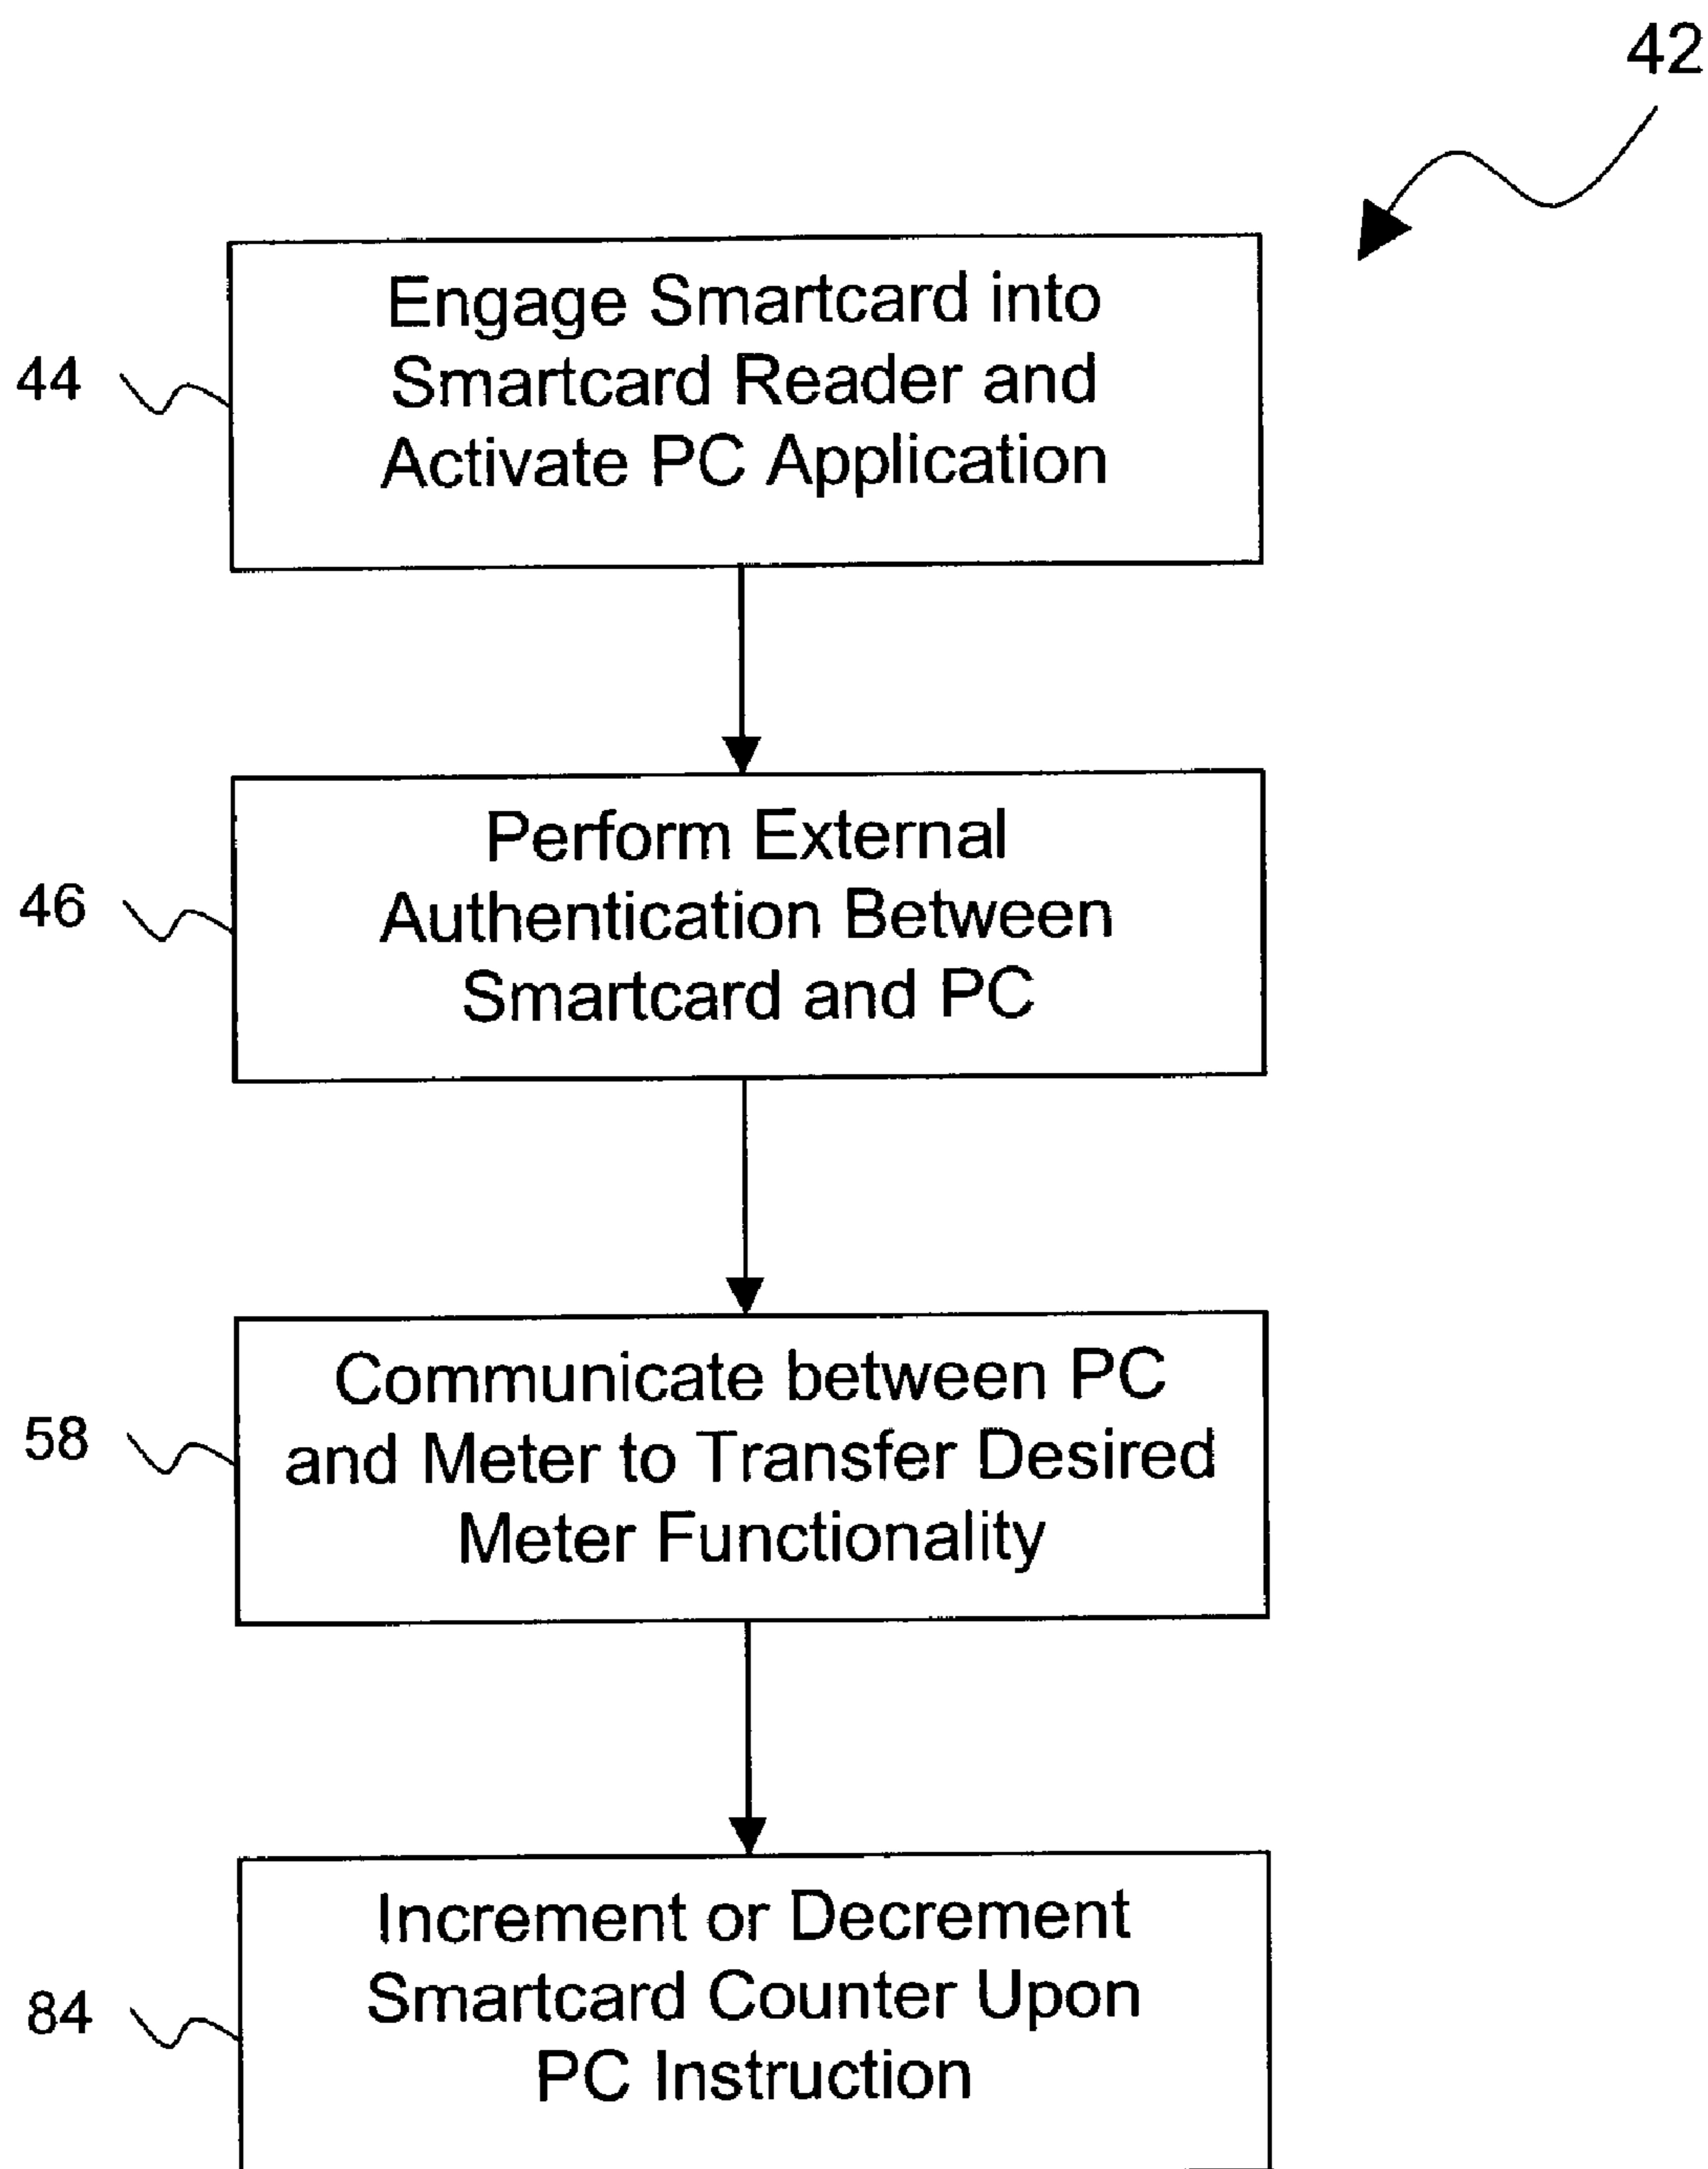 42
44
Engage Smartcard into
Smartcard Reader and
Activate PC Application
46
Perform External
Authentication Between
Smartcard and PC
58
Communicate between PC
and Meter to Transfer Desired
Meter Functionality
84
Increment or Decrement
Smartcard Counter Upon
PC Instruction